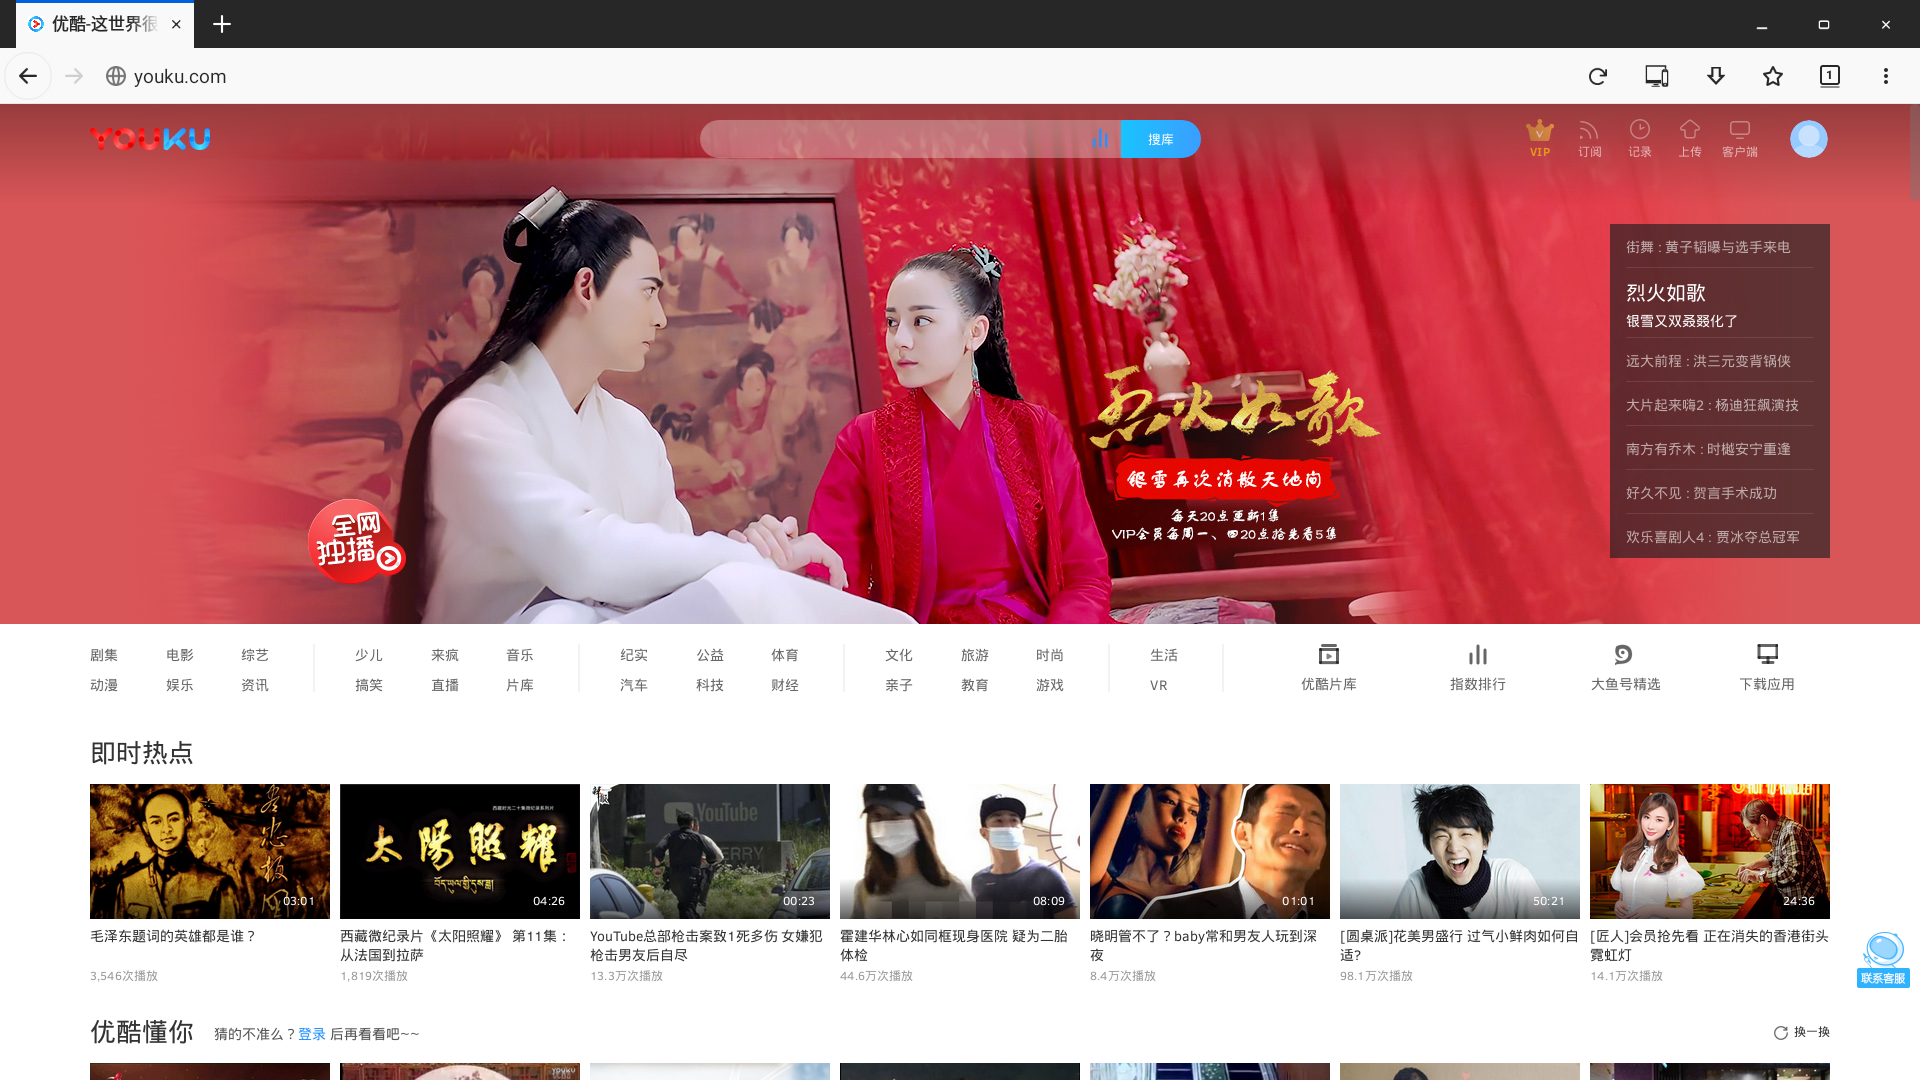 优酷-这世界很
youku.com
1
YOUKU
搜库
VIP
订阅
记录
上传
客户端
街舞 : 黄子韬曝与选手来电
烈火如歌
银雪又双叒叕化了
远大前程 : 洪三元变背锅侠
大片起来嗨2 : 杨迪狂飙演技
南方有乔木 : 时樾安宁重逢
好久不见 : 贺言手术成功
欢乐喜剧人4 : 贾冰夺总冠军
烈火如歌
银雪再次消散天地间
每天20点更新1集
VIP会员每周一、四20点抢先看5集
全网
独播
剧集 电影 综艺 少儿 来疯 音乐 纪实 公益 体育 文化 旅游 时尚 生活
动漫 娱乐 资讯 搞笑 直播 片库 汽车 科技 财经 亲子 教育 游戏 VR
优酷片库
指数排行
大鱼号精选
下载应用
即时热点
03:01
毛泽东题词的英雄都是谁？
3,546次播放
太陽照耀
04:26
西藏微纪录片《太阳照耀》 第11集：
从法国到拉萨
1,819次播放
YouTube
00:23
YouTube总部枪击案致1死多伤 女嫌犯
枪击男友后自尽
13.3万次播放
08:09
霍建华林心如同框现身医院 疑为二胎
体检
44.6万次播放
01:01
晓明管不了？baby常和男友人玩到深
夜
8.4万次播放
50:21
[圆桌派]花美男盛行 过气小鲜肉如何自
适?
98.1万次播放
24:36
[匠人]会员抢先看 正在消失的香港街头
霓虹灯
14.1万次播放
联系客服
优酷懂你
猜的不准么？登录 后再看看吧~~
换一换
YOUKU